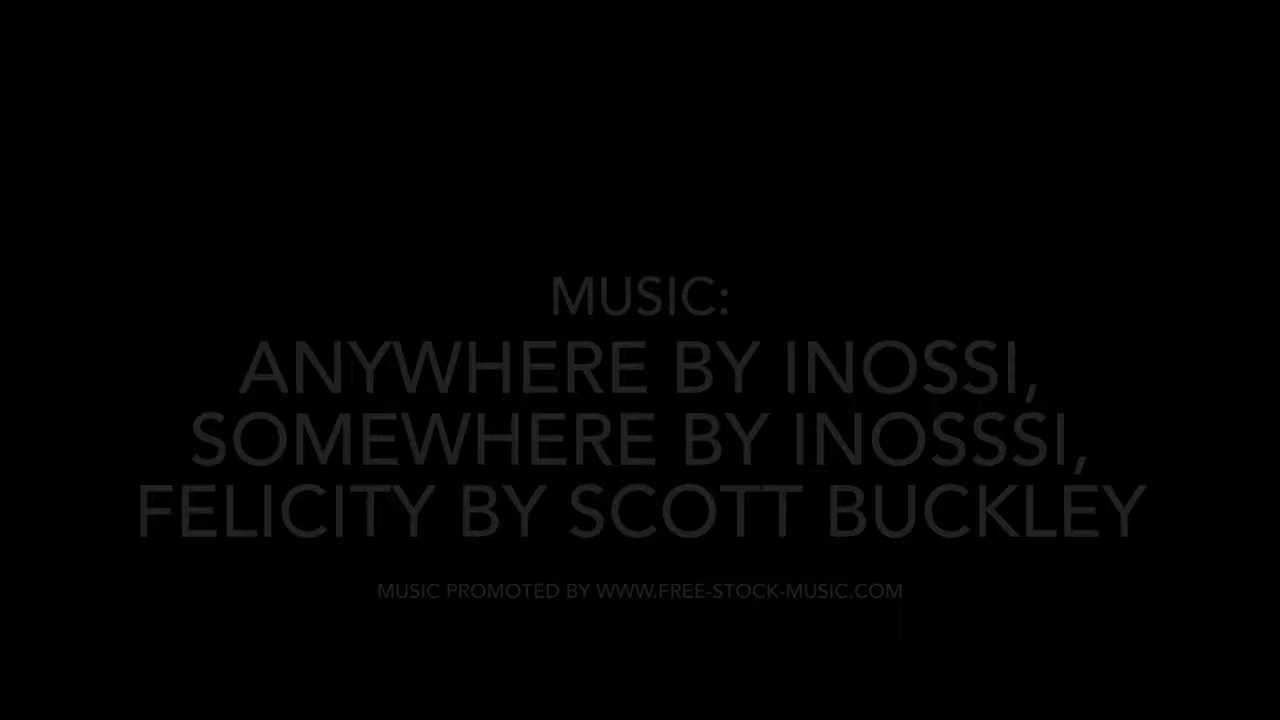 MUSIC:
ANYWHERE BY INOSSI,
SOMEWHERE BY INOSSSI,
FELICITY BY SCOTT BUCKLEY
MUSIC PROMOTED BY WWW.FREE-STOCK-MUSIC.COM